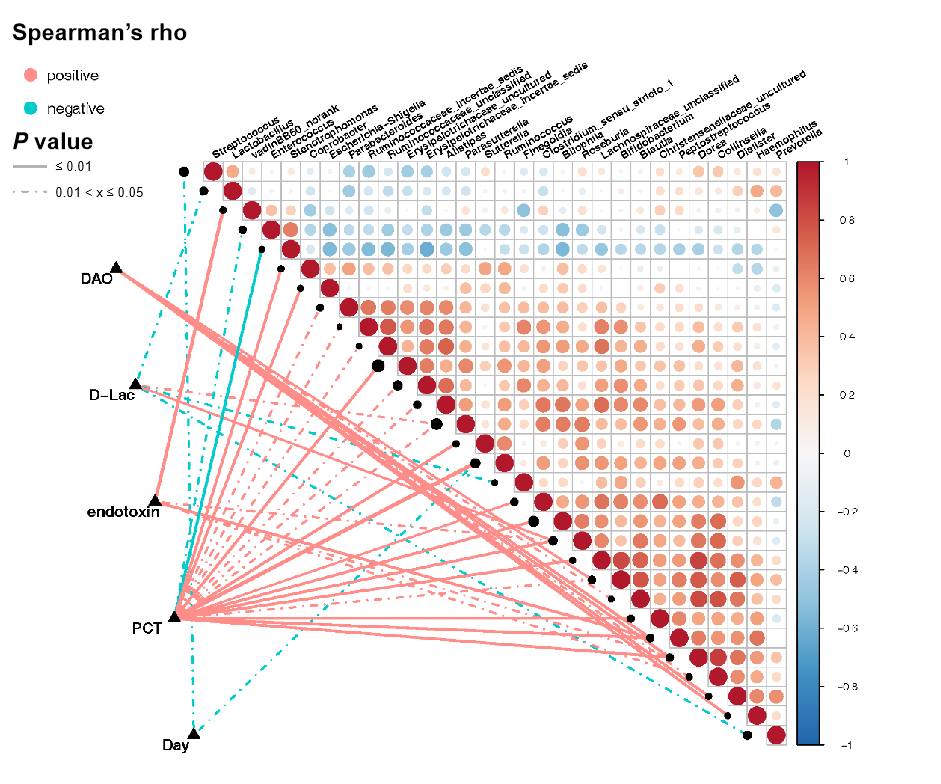 Spearman's rho
positive
negative
P value
≤ 0.01
0.01 < x ≤ 0.05
Streptococcus
Lactobacillus
vadinBB60_norank
Enterococcus
Stenotrophomonas
Coprobacter
Escherichia-Shigella
Parabacteroides
Ruminococcaceae_incertae_sedis
Ruminococcaceae_unclassified
Erysipelotrichaceae_uncultured
Erysipelotrichaceae_incertae_sedis
Alistipes
Parasutterella
Sutterella
Ruminococcus
Finegoldia
Clostridium_sensu_stricto_1
Bilophila
Roseburia
Lachnospiraceae_unclassified
Bifidobacterium
Blautia
Christensenellaceae_uncultured
Peptostreptococcus
Dorea
Collinsella
Dialister
Haemophilus
Prevotella
DAO
D-Lac
endotoxin
PCT
Day
1
0.8
0.6
0.4
0.2
0
-0.2
-0.4
-0.6
-0.8
-1